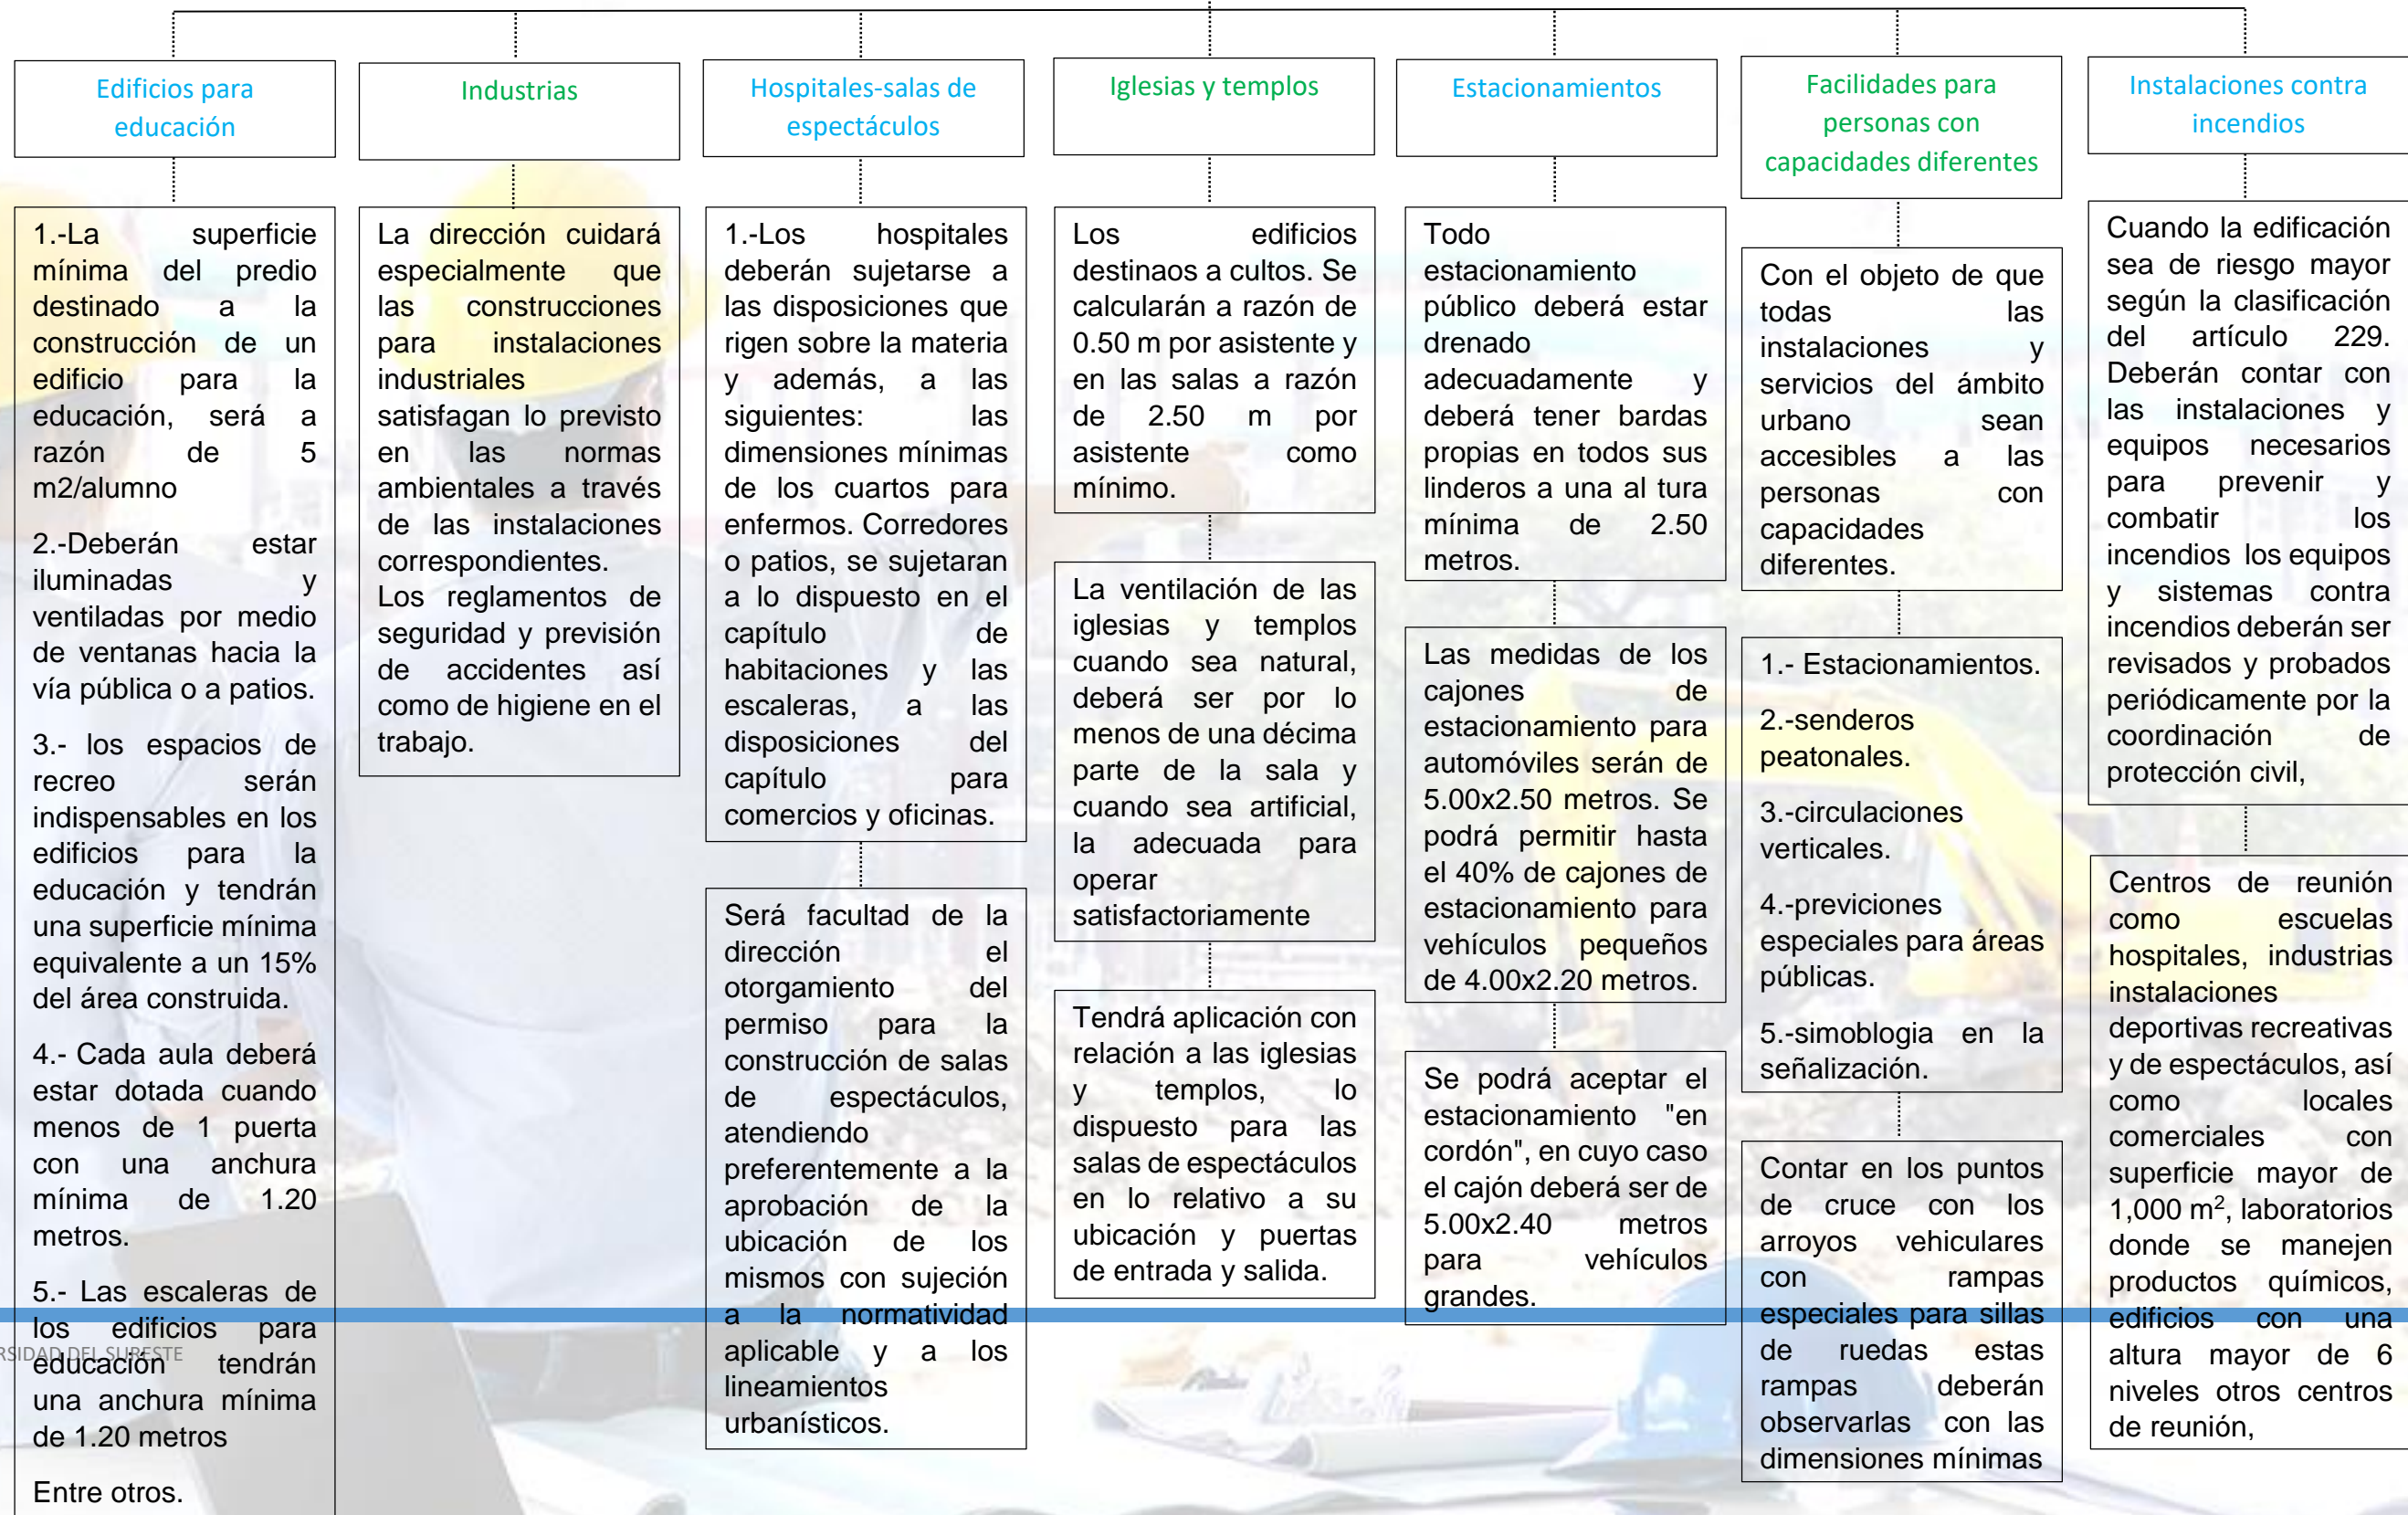 Edificios para
educación
1.-La superficie
mínima del predio
destinado a la
construcción de un
edificio para la
educación, será a
razón de 5
m2/alumno
2.-Deberán estar
iluminadas y
ventiladas por medio
de ventanas hacia la
vía pública o a patios.
3.- los espacios de
recreo serán
indispensables en los
edificios para la
educación y tendrán
una superficie mínima
equivalente a un 15%
del área construida.
4.- Cada aula deberá
estar dotada cuando
menos de 1 puerta
con una anchura
mínima de 1.20
metros.
5.- Las escaleras de
los edificios para
educación tendrán
una anchura mínima
de 1.20 metros
Entre otros.
Industrias
La dirección cuidará
especialmente que
las construcciones
para instalaciones
industriales
satisfagan lo previsto
en las normas
ambientales a través
de las instalaciones
correspondientes.
Los reglamentos de
seguridad y previsión
de accidentes así
como de higiene en el
trabajo.
Hospitales-salas de
espectáculos
1.-Los hospitales
deberán sujetarse a
las disposiciones que
rigen sobre la materia
y además, a las
siguientes: las
dimensiones mínimas
de los cuartos para
enfermos. Corredores
o patios, se sujetaran
a lo dispuesto en el
capítulo de
habitaciones y las
escaleras, a las
disposiciones del
capítulo para
comercios y oficinas.
Será facultad de la
dirección el
otorgamiento del
permiso para la
construcción de salas
de espectáculos,
atendiendo
preferentemente a la
aprobación de la
ubicación de los
mismos con sujeción
a la normatividad
aplicable y a los
lineamientos
urbanísticos.
Iglesias y templos
Los edificios
destinaos a cultos. Se
calcularán a razón de
0.50 m por asistente y
en las salas a razón
de 2.50 m por
asistente como
mínimo.
La ventilación de las
iglesias y templos
cuando sea natural,
deberá ser por lo
menos de una décima
parte de la sala y
cuando sea artificial,
la adecuada para
operar
satisfactoriamente
Tendrá aplicación con
relación a las iglesias
y templos, lo
dispuesto para las
salas de espectáculos
en lo relativo a su
ubicación y puertas
de entrada y salida.
Estacionamientos
Todo
estacionamiento
público deberá estar
drenado
adecuadamente y
deberá tener bardas
propias en todos sus
linderos a una al tura
mínima de 2.50
metros.
Las medidas de los
cajones de
estacionamiento para
automóviles serán de
5.00x2.50 metros. Se
podrá permitir hasta
el 40% de cajones de
estacionamiento para
vehículos pequeños
de 4.00x2.20 metros.
Se podrá aceptar el
estacionamiento "en
cordón", en cuyo caso
el cajón deberá ser de
5.00x2.40 metros
para vehículos
grandes.
Facilidades para
personas con
capacidades diferentes
Con el objeto de que
todas las
instalaciones y
servicios del ámbito
urbano sean
accesibles a las
personas con
capacidades
diferentes.
1.- Estacionamientos.
2.-senderos
peatonales.
3.-circulaciones
verticales.
4.-previciones
especiales para áreas
públicas.
5.-simoblogia en la
señalización.
Contar en los puntos
de cruce con los
arroyos vehiculares
con rampas
especiales para sillas
de ruedas estas
rampas deberán
observarlas con las
dimensiones mínimas
Instalaciones contra
incendios
Cuando la edificación
sea de riesgo mayor
según la clasificación
del artículo 229.
Deberán contar con
las instalaciones y
equipos necesarios
para prevenir y
combatir los
incendios los equipos
y sistemas contra
incendios deberán ser
revisados y probados
periódicamente por la
coordinación de
protección civil,
Centros de reunión
como escuelas
hospitales, industrias
instalaciones
deportivas recreativas
y de espectáculos, así
como locales
comerciales con
superficie mayor de
1,000 m², laboratorios
donde se manejen
productos químicos,
edificios con una
altura mayor de 6
niveles otros centros
de reunión,
RSIDAD DEL SURESTE